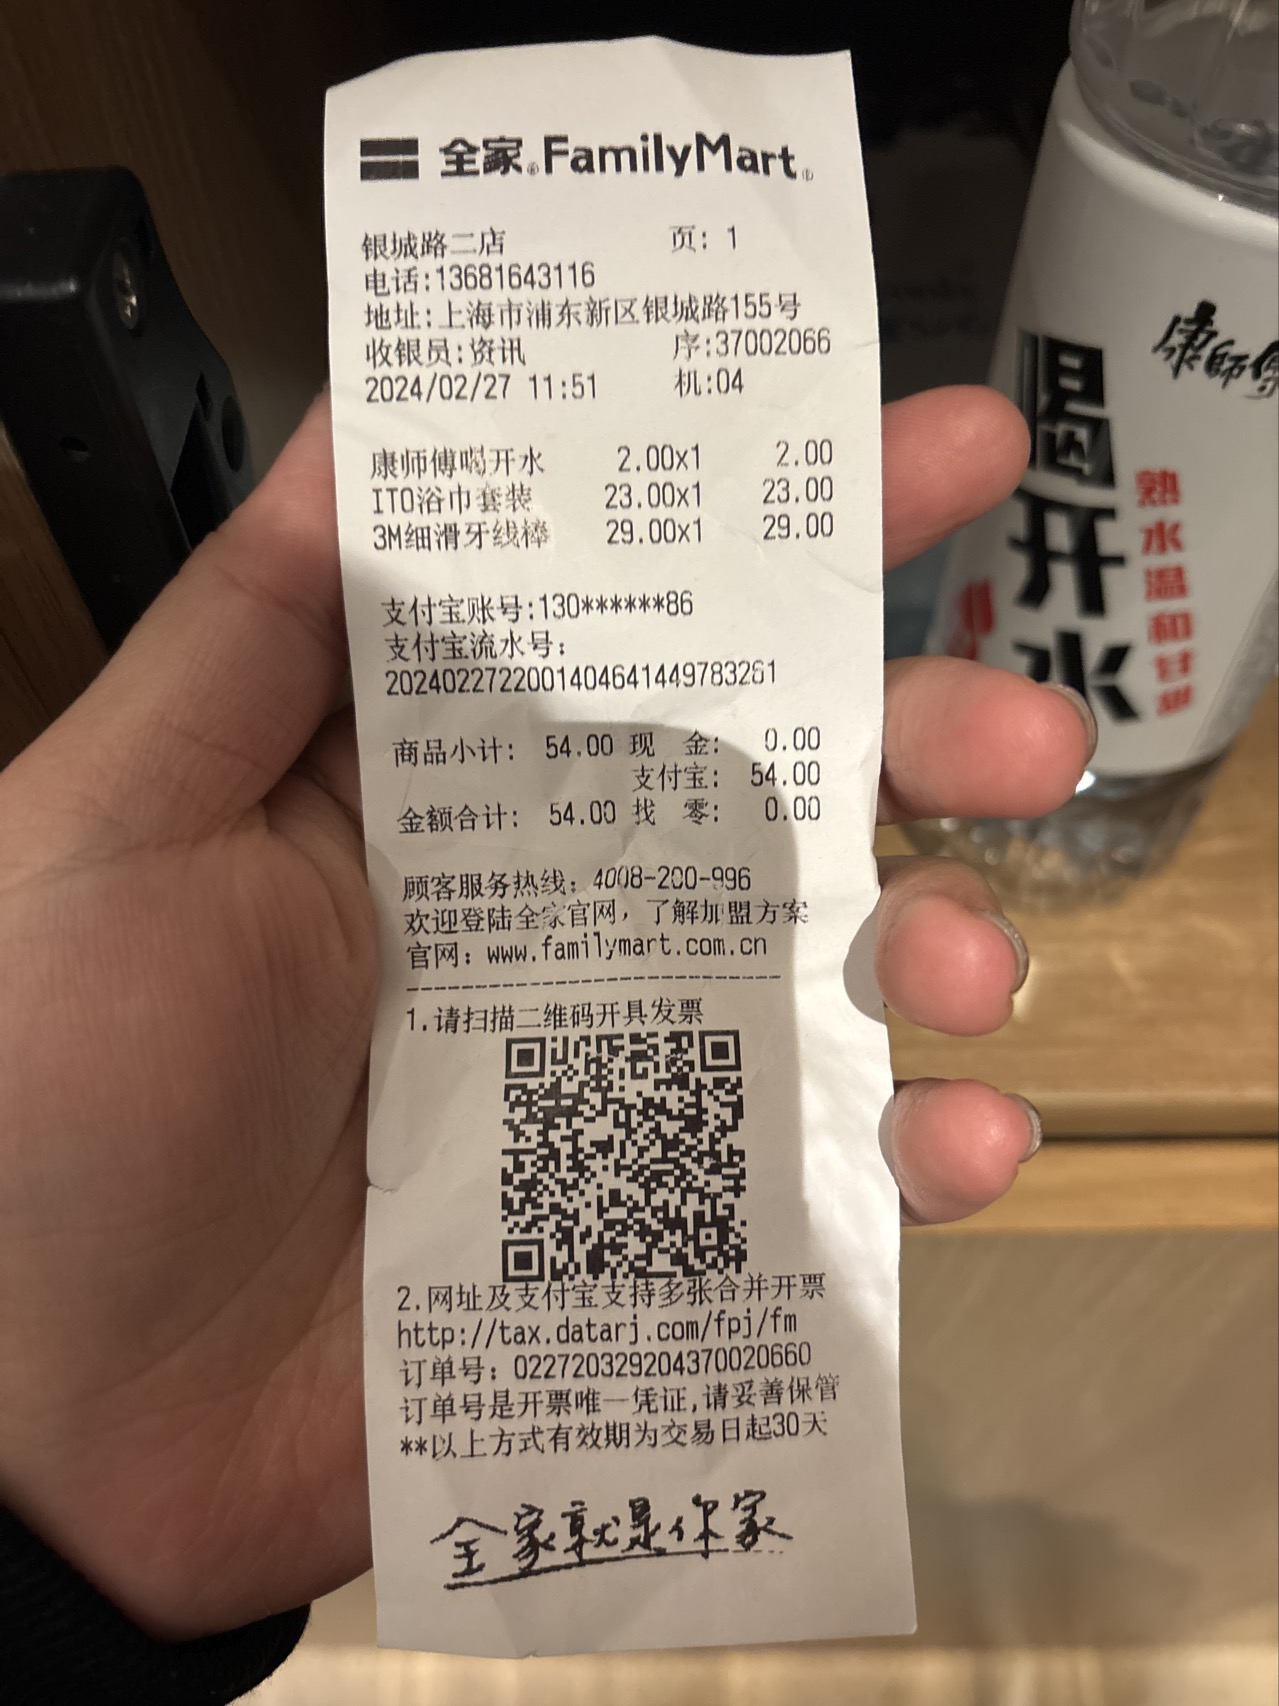 全家®FamilyMart
银城路二店 页: 1
电话:13681643116
地址:上海市浦东新区银城路155号
收银员:资讯 序:37002066
2024/02/27 11:51 机:04
康师傅喝开水 2.00x1 2.00
ITO浴巾套装 23.00x1 23.00
3M细滑牙线棒 29.00x1 29.00
支付宝账号:130******86
支付宝流水号:
2024022722001404641449783261
商品小计: 54.00 现 金: 0.00
支付宝: 54.00
金额合计: 54.00 找 零: 0.00
顾客服务热线: 4008-200-996
欢迎登陆全家官网，了解加盟方案
官网: www.familymart.com.cn
1.请扫描二维码开具发票
2.网址及支付宝支持多张合并开票
http://tax.datarj.com/fpj/fm
订单号: 022720329204370020660
订单号是开票唯一凭证,请妥善保管
**以上方式有效期为交易日起30天
全家就是你家
康師傅
喝开水
熟水温和甘甜